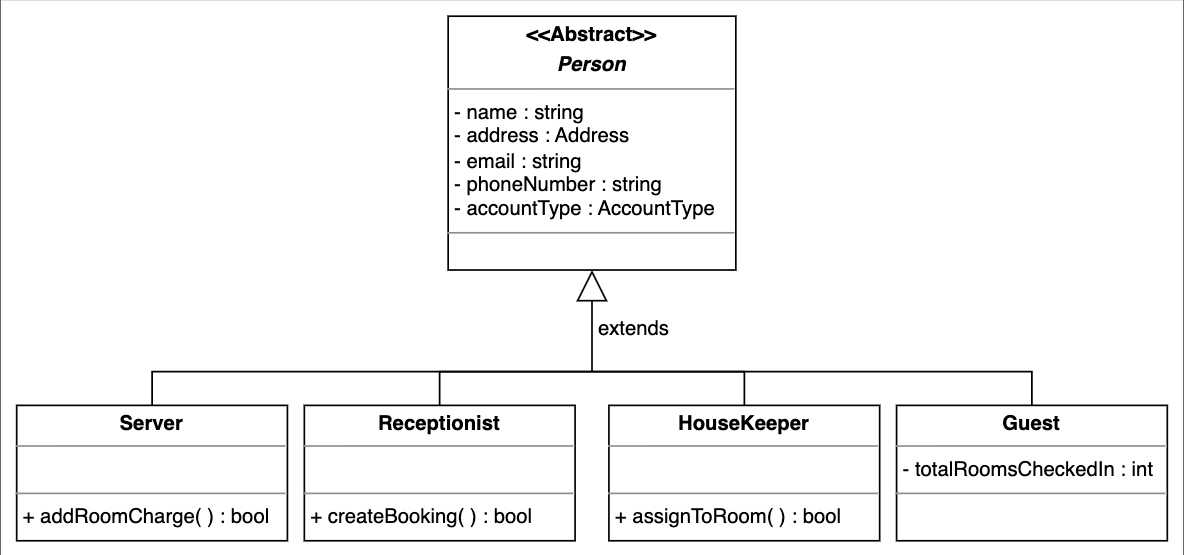 <<Abstract>>
Person
- name : string
- address : Address
- email : string
- phoneNumber : string
- accountType : AccountType
extends
Server
+ addRoomCharge( ) : bool
Receptionist
+ createBooking( ) : bool
HouseKeeper
+ assignToRoom( ) : bool
Guest
- totalRoomsCheckedIn : int